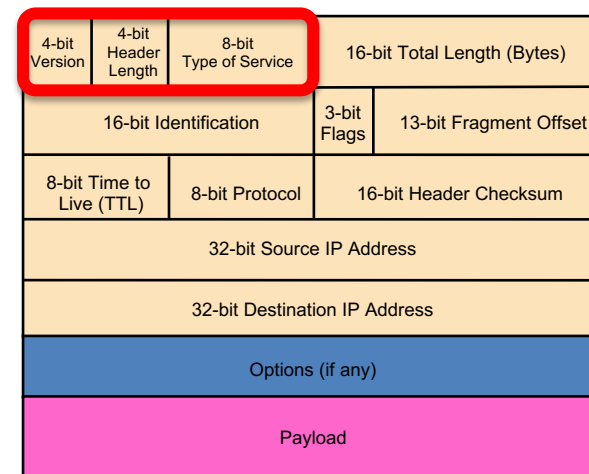 4-bit
Version
4-bit
Header
Length
8-bit
Type of Service
16-bit Total Length (Bytes)
16-bit Identification
3-bit
Flags
13-bit Fragment Offset
8-bit Time to
Live (TTL)
8-bit Protocol
16-bit Header Checksum
32-bit Source IP Address
32-bit Destination IP Address
Options (if any)
Payload